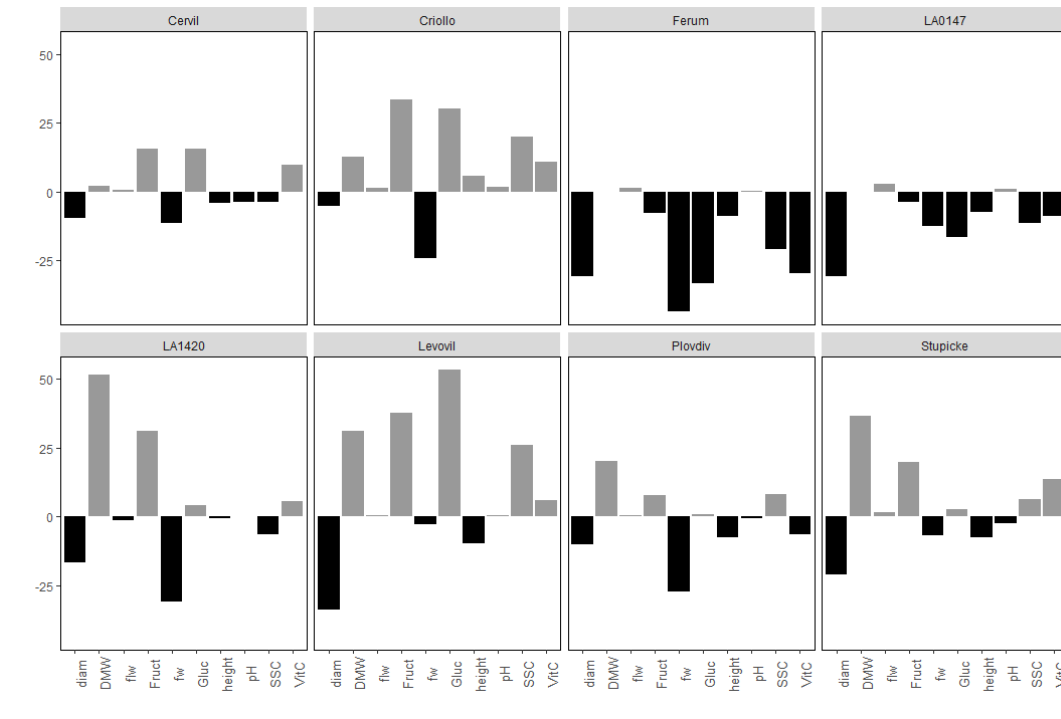 Cervil Criollo Ferum LA0147
50
25
0
-25
LA1420 Levovil Plovdiv Stupicke
50
25
0
-25
diam DMW flw Fruct fw Gluc height pH SSC VitC diam DMW flw Fruct fw Gluc height pH SSC VitC diam DMW flw Fruct fw Gluc height pH SSC VitC diam DMW flw Fruct fw Gluc height pH SSC VitC